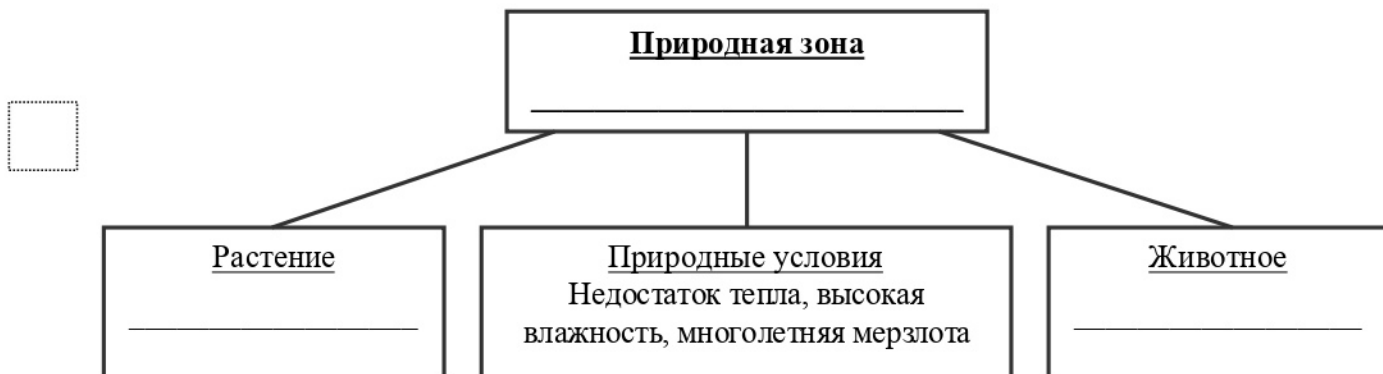 Природная зона
Растение
Природные условия
Недостаток тепла, высокая
влажность, многолетняя мерзлота
Животное